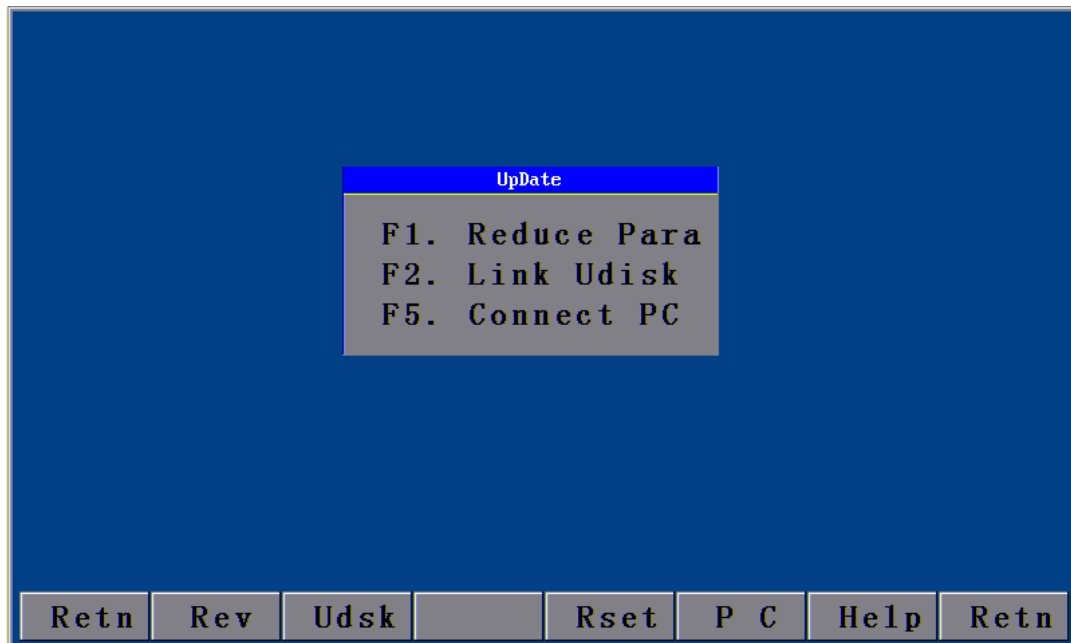 UpDate
F1. Reduce Para
F2. Link Udisk
F5. Connect PC
Retn Rev Udsk Rset P C Help Retn